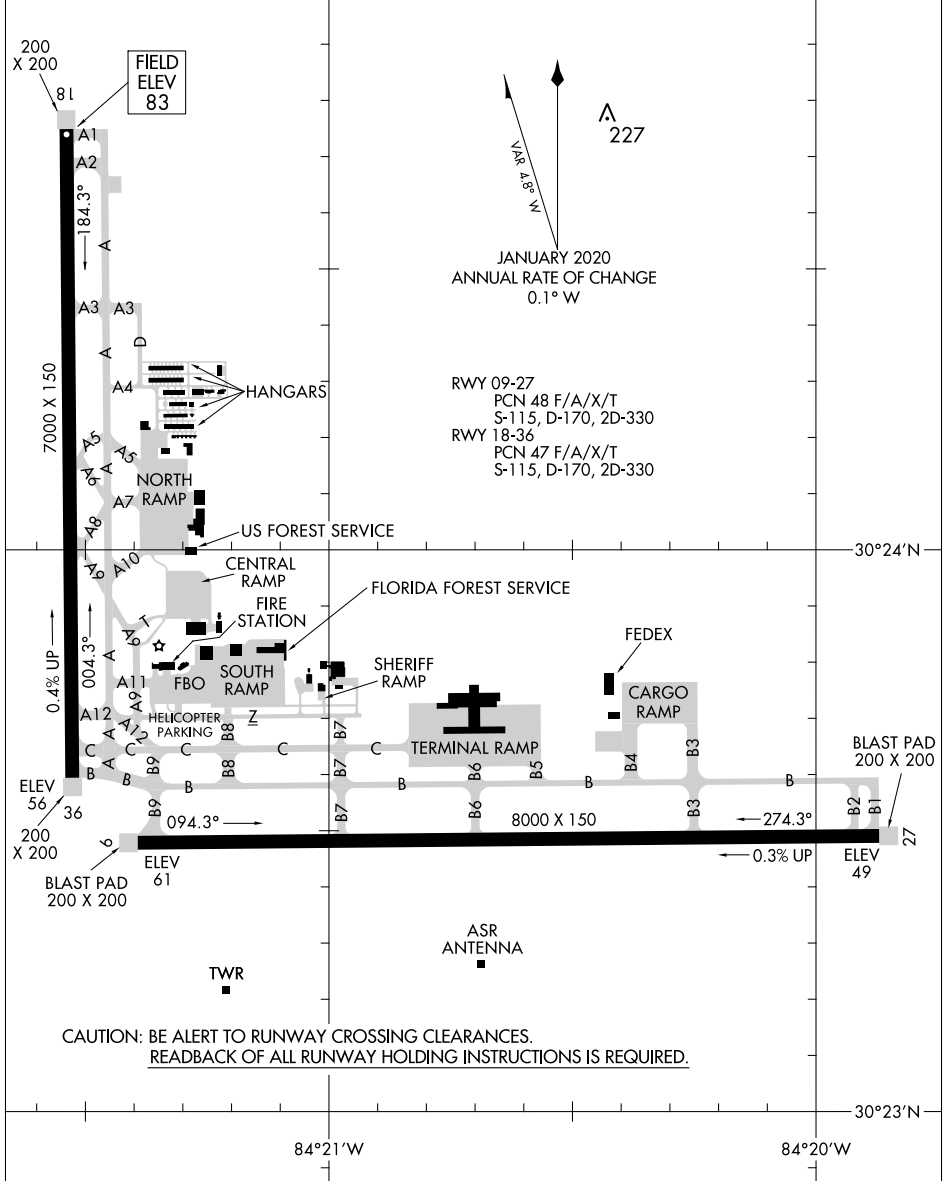 200
X 200
FIELD
ELEV
83
18
A1
A2
184.3°
A
227
VAR 4.8° W
JANUARY 2020
ANNUAL RATE OF CHANGE
0.1° W
A3
A3
D
A
A4
HANGARS
7000 X 150
RWY 09-27
PCN 48 F/A/X/T
S-115, D-170, 2D-330
RWY 18-36
PCN 47 F/A/X/T
S-115, D-170, 2D-330
A5
A5
A6
A
A7
NORTH
RAMP
A8
US FOREST SERVICE
30°24'N
A9
A10
CENTRAL
RAMP
FIRE
STATION
FLORIDA FOREST SERVICE
T
A9
FEDEX
0.4% UP
004.3°
A
A11
A9
FBO
SOUTH
RAMP
SHERIFF
RAMP
CARGO
RAMP
A12
A12
A
HELICOPTER
PARKING
Z
B8
B7
TERMINAL RAMP
BLAST PAD
200 X 200
C
C
C
C
C
A
B
B
B9
B8
B7
B6
B5
B4
B3
B
B
B
ELEV
56
36
200
X 200
B9
B7
B6
B3
B2
B1
094.3°
8000 X 150
274.3°
9
27
ELEV
61
0.3% UP
ELEV
49
BLAST PAD
200 X 200
ASR
ANTENNA
TWR
CAUTION: BE ALERT TO RUNWAY CROSSING CLEARANCES.
READBACK OF ALL RUNWAY HOLDING INSTRUCTIONS IS REQUIRED.
30°23'N
84°21'W
84°20'W